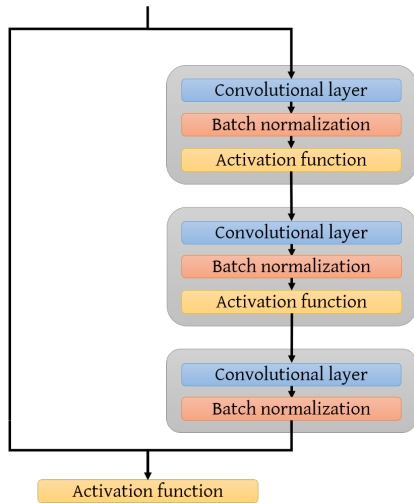 Convolutional layer
Batch normalization
Activation function
Convolutional layer
Batch normalization
Activation function
Convolutional layer
Batch normalization
Activation function